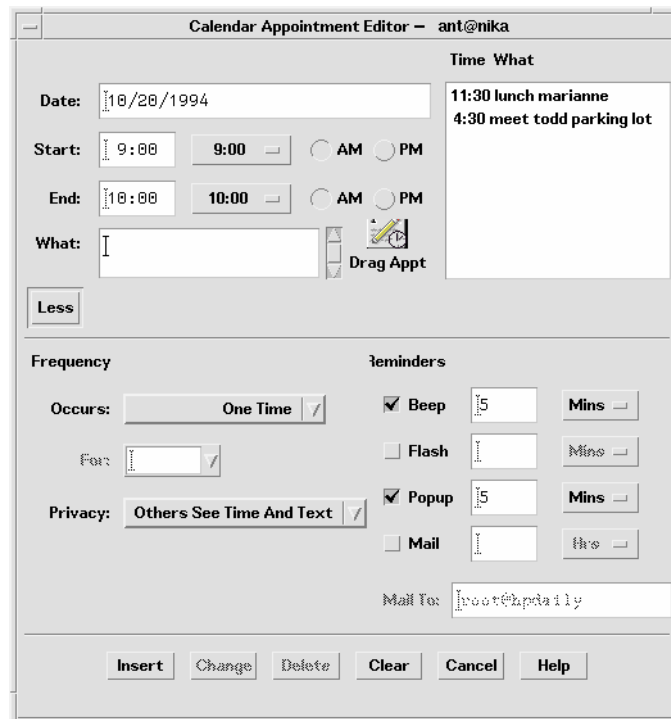 Calendar Appointment Editor – ant@nika
Time What
Date: 10/20/1994
11:30 lunch marianne
4:30 meet todd parking lot
Start: 9:00 9:00 AM PM
End: 10:00 10:00 AM PM
What:
Drag Appt
Less
Frequency
Reminders
Occurs: One Time
Beep 5 Mins
For:
Flash Mins
Privacy: Others See Time And Text
Popup 5 Mins
Mail Hrs
Mail To: root@hpdaily
Insert Change Delete Clear Cancel Help